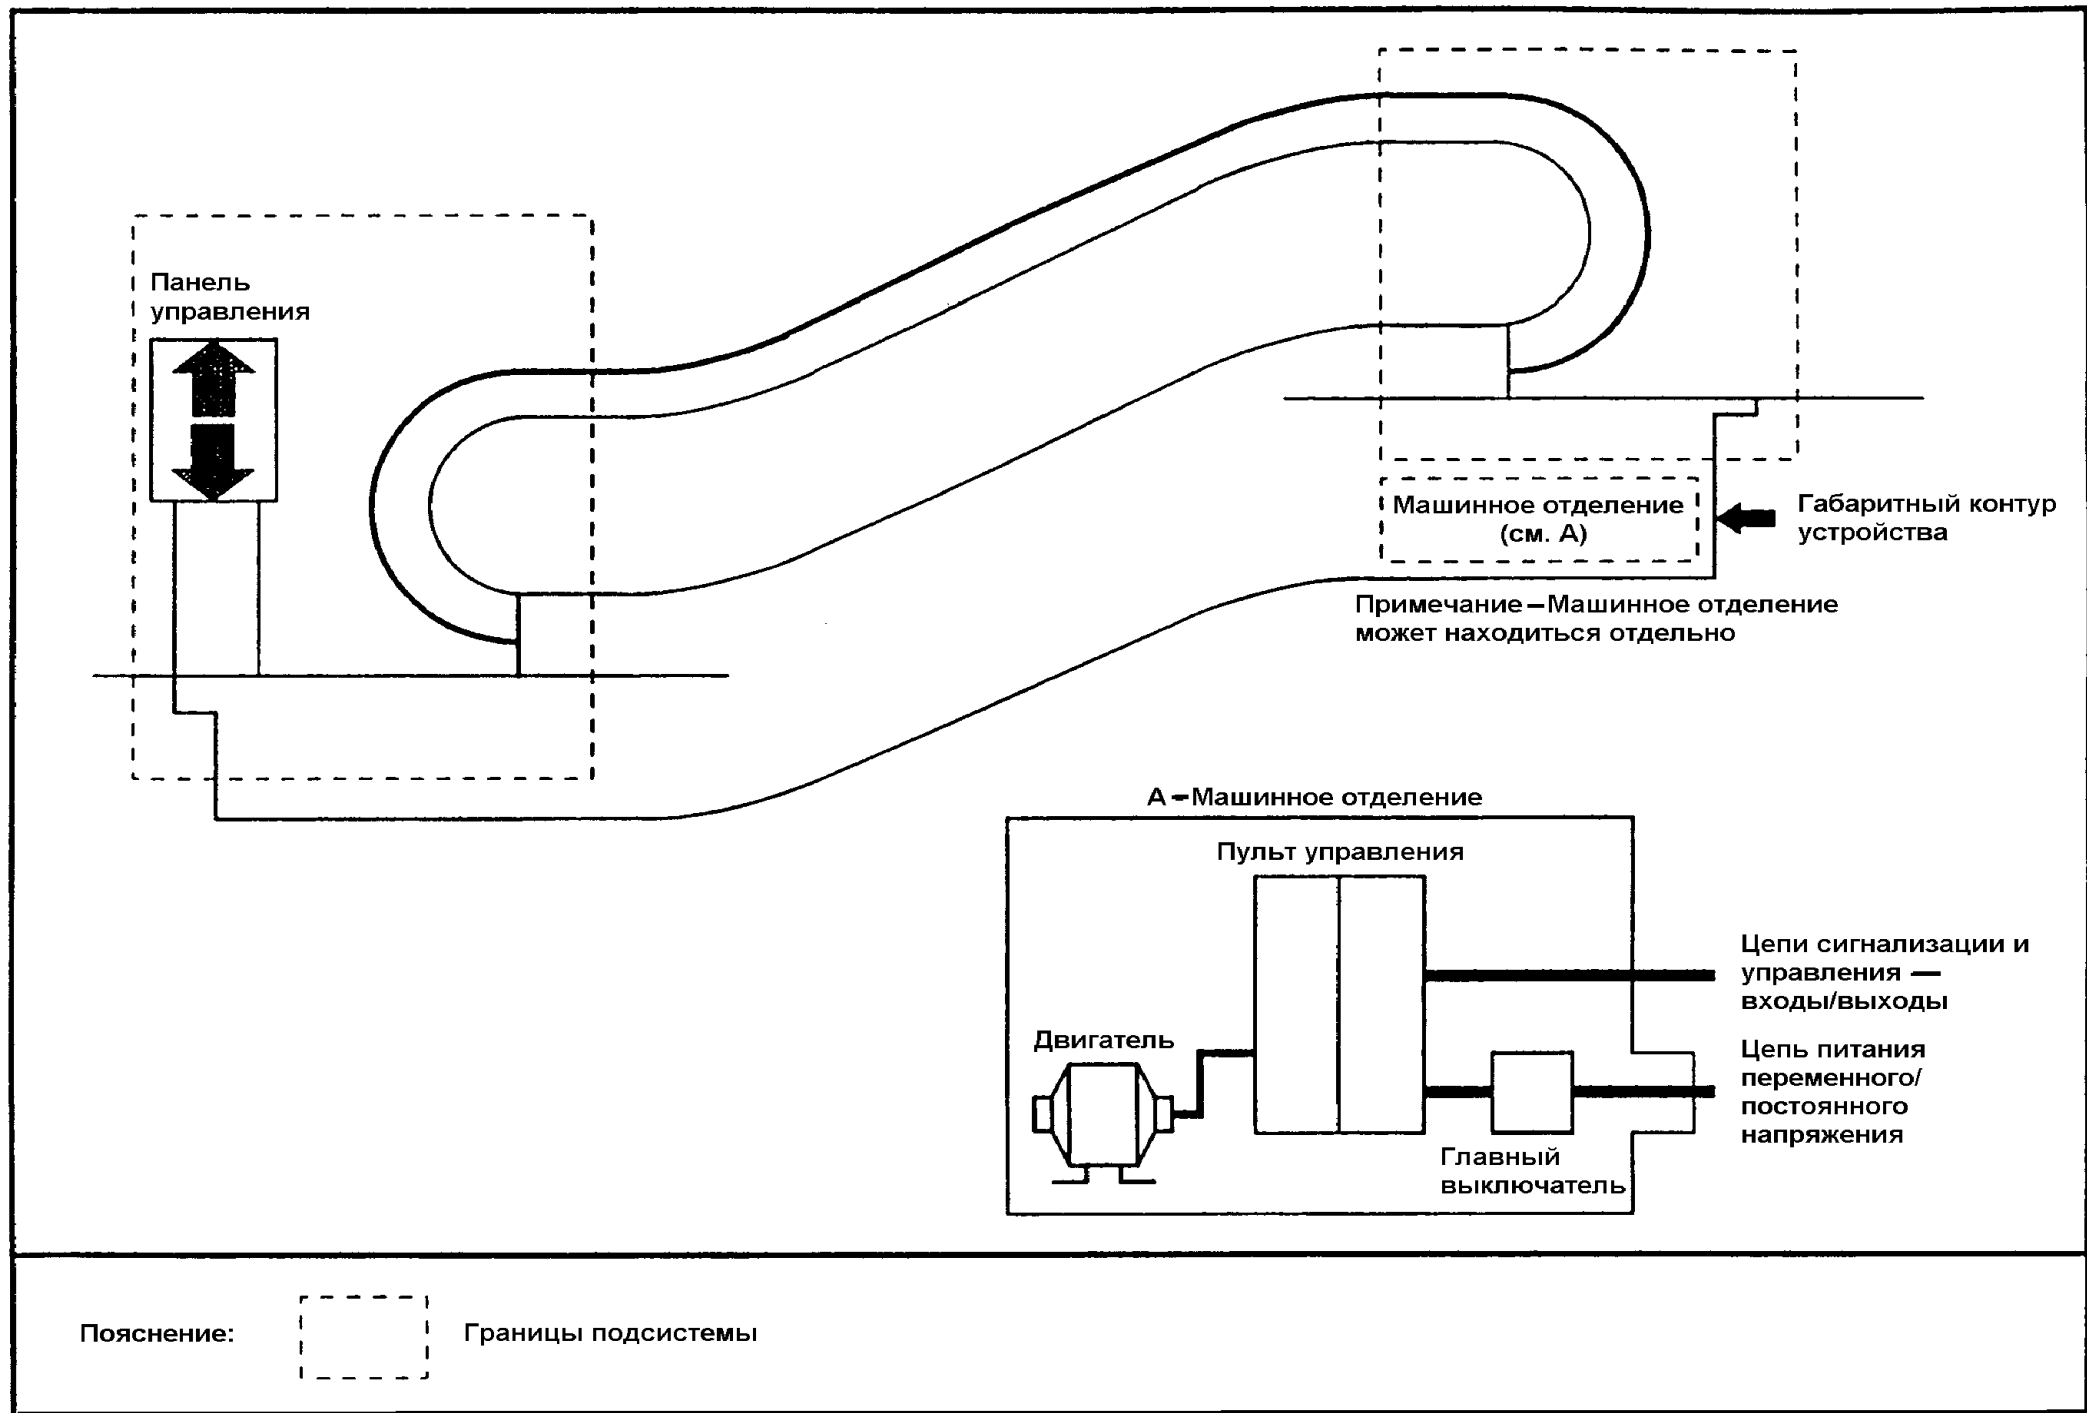 Панель
управления
Машинное отделение
(см. А)
Габаритный контур
устройства
Примечание – Машинное отделение
может находиться отдельно
А – Машинное отделение
Пульт управления
Цепи сигнализации и
управления —
входы/выходы
Двигатель
Цепь питания
переменного/
постоянного
напряжения
Главный
выключатель
Пояснение:
Границы подсистемы